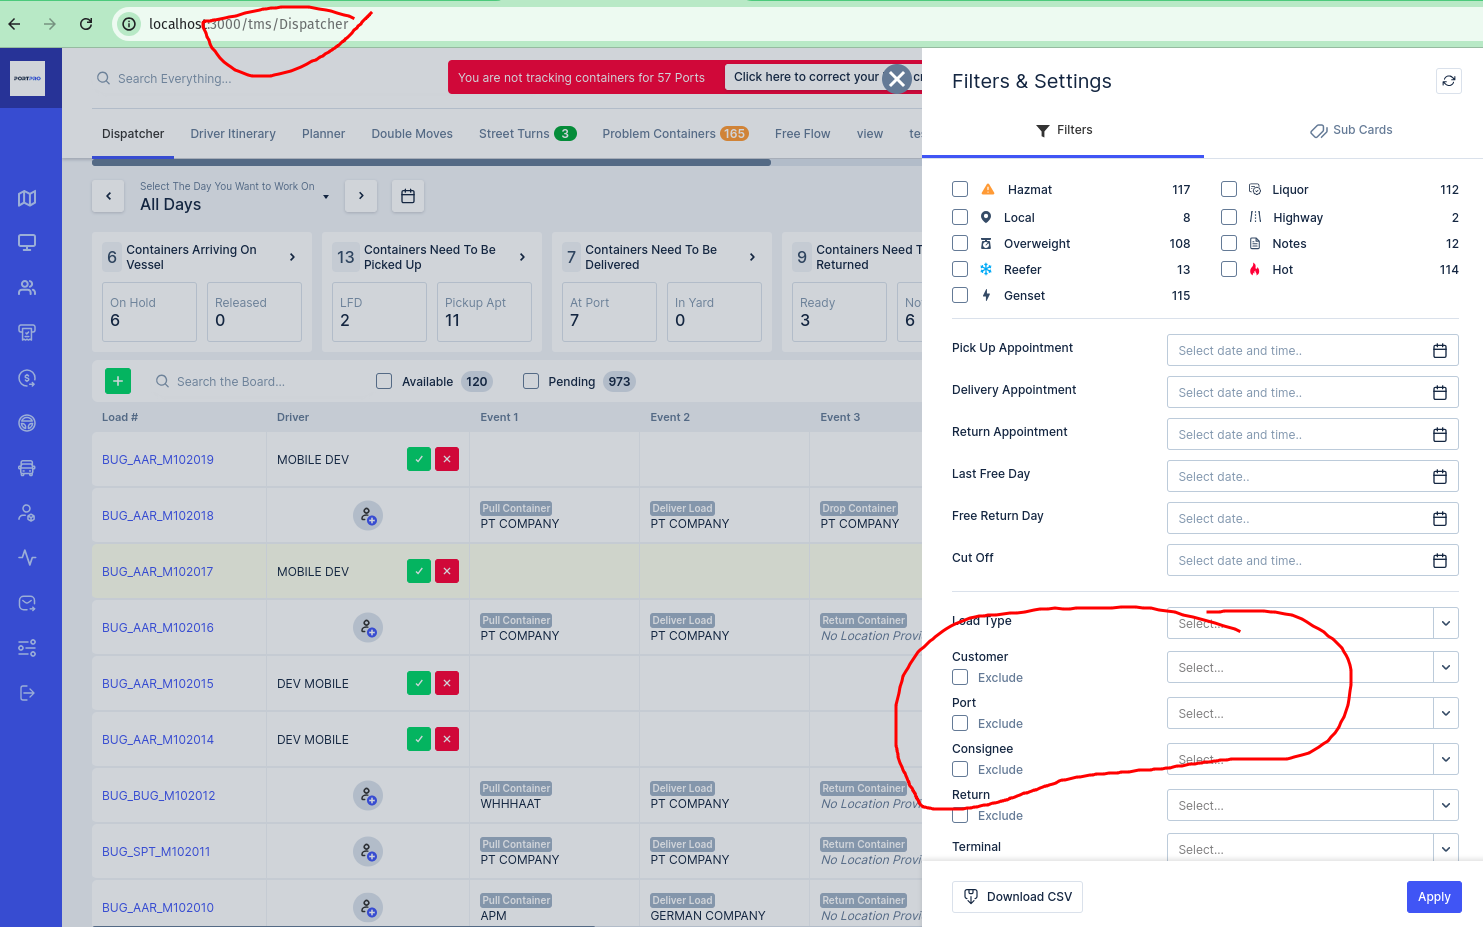 localhost:3000/tms/Dispatcher
PORTPRO
Search Everything...
You are not tracking containers for 57 Ports
Click here to correct your
Dispatcher
Driver Itinerary
Planner
Double Moves
Street Turns 3
Problem Containers 165
Free Flow
view
Select The Day You Want to Work On
All Days
6 Containers Arriving On Vessel
On Hold
6
Released
0
13 Containers Need To Be Picked Up
LFD
2
Pickup Apt
11
7 Containers Need To Be Delivered
At Port
7
In Yard
0
9 Containers Need T
Returned
Ready
3
No
6
Search the Board...
Available 120
Pending 973
Load #
Driver
Event 1
Event 2
Event 3
BUG_AAR_M102019
MOBILE DEV
BUG_AAR_M102018
Pull Container
PT COMPANY
Deliver Load
PT COMPANY
Drop Container
PT COMPANY
BUG_AAR_M102017
MOBILE DEV
BUG_AAR_M102016
Pull Container
PT COMPANY
Deliver Load
PT COMPANY
Return Container
No Location Provi
BUG_AAR_M102015
DEV MOBILE
BUG_AAR_M102014
DEV MOBILE
BUG_BUG_M102012
Pull Container
WHHHAAT
Deliver Load
PT COMPANY
Return Container
No Location Provi
BUG_SPT_M102011
Pull Container
PT COMPANY
Deliver Load
PT COMPANY
Return Container
No Location Provi
BUG_AAR_M102010
Pull Container
APM
Deliver Load
GERMAN COMPANY
Return Container
No Location Provi
Filters & Settings
Filters
Sub Cards
Hazmat 117
Liquor 112
Local 8
Highway 2
Overweight 108
Notes 12
Reefer 13
Hot 114
Genset 115
Pick Up Appointment
Select date and time..
Delivery Appointment
Select date and time..
Return Appointment
Select date and time..
Last Free Day
Select date..
Free Return Day
Select date..
Cut Off
Select date and time..
Load Type
Select...
Customer
Exclude
Select...
Port
Exclude
Select...
Consignee
Exclude
Select...
Return
Exclude
Select...
Terminal
Select...
Download CSV
Apply